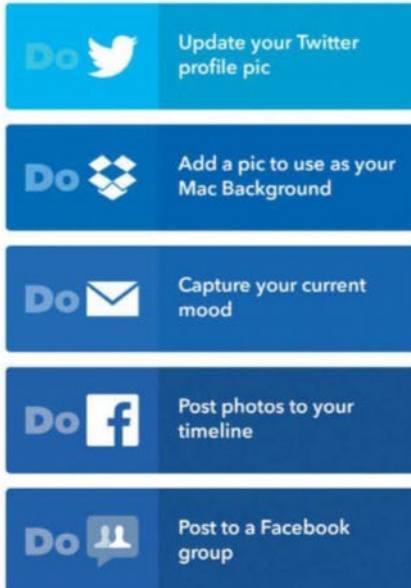 Do
Update your Twitter
profile pic
Do
Add a pic to use as your
Mac Background
Do
Capture your current
mood
Do
Post photos to your
timeline
Do
Post to a Facebook
group